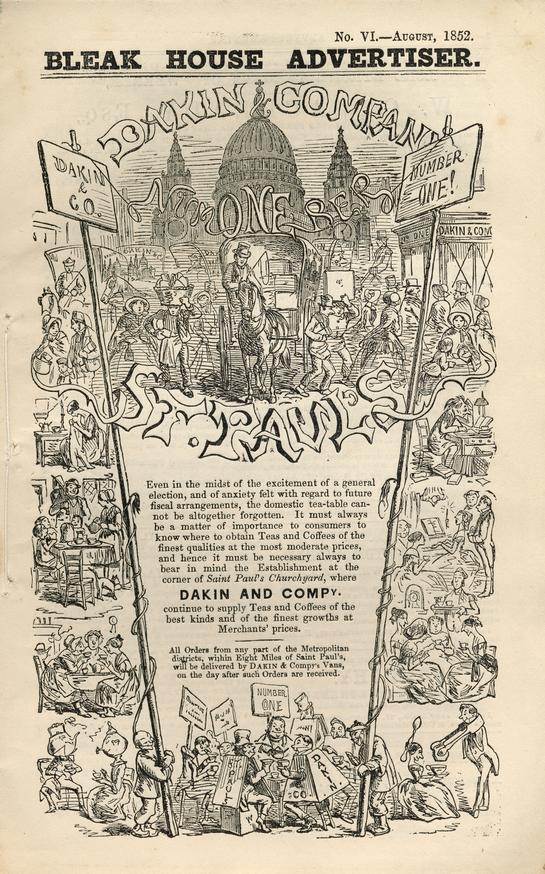 No. VI.—August, 1852.
BLEAK HOUSE ADVERTISER.
DAKIN & COMPANY
DAKIN
&
CO.
NUMBER
ONE!
NUMBER
ONE
DAKIN & COM
ST. PAULS
Even in the midst of the excitement of a general
election, and of anxiety felt with regard to future
fiscal arrangements, the domestic tea-table can-
not be altogether forgotten. It must always
be a matter of importance to consumers to
know where to obtain Teas and Coffees of the
finest qualities at the most moderate prices,
and hence it must be necessary always to
bear in mind the Establishment at the
corner of Saint Paul's Churchyard, where
DAKIN AND COMPY.
continue to supply Teas and Coffees of the
best kinds and of the finest growths at
Merchants' prices.
All Orders from any part of the Metropolitan
districts, within Eight Miles of Saint Paul's,
will be delivered by DAKIN & Compy's Vans,
on the day after such Orders are received.
NUMBER
ONE
DAKIN
&
CO.